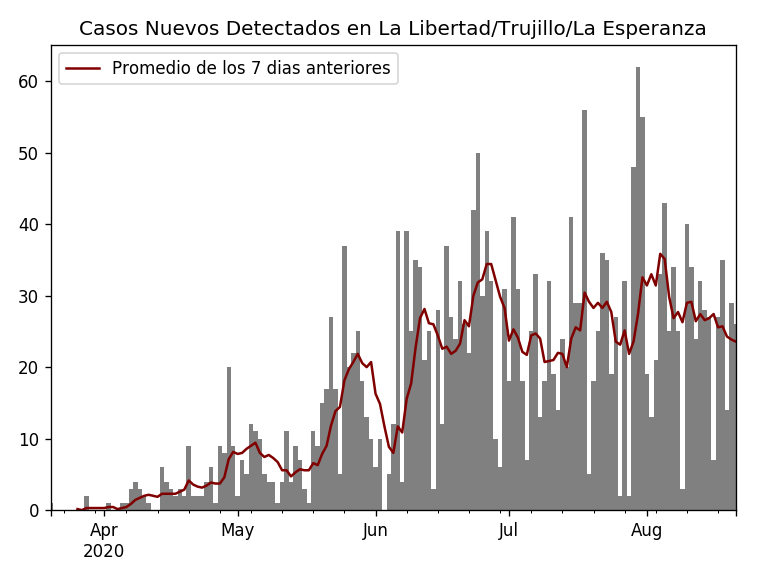 Casos Nuevos Detectados en La Libertad/Trujillo/La Esperanza
Promedio de los 7 dias anteriores
60
50
40
30
20
10
0
Apr May Jun Jul Aug
2020